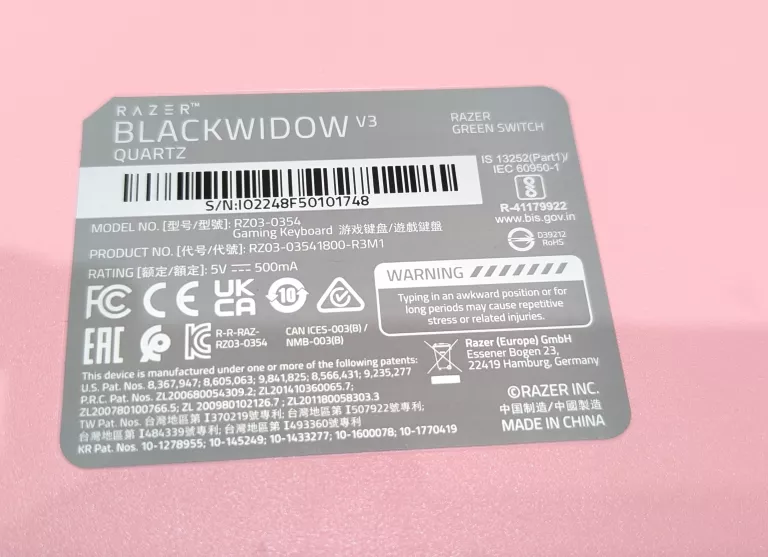 RAZER™
BLACKWIDOW V3
QUARTZ
RAZER
GREEN SWITCH
S/N:IO2248F50101748
IS 13252(Part1)/
IEC 60950-1
R-41179922
www.bis.gov.in
D39212
RoHS
MODEL NO. [型号/型號]: RZ03-0354
Gaming Keyboard 游戏键盘/遊戲鍵盤
PRODUCT NO. [代号/代號]: RZ03-03541800-R3M1
RATING [额定/額定]: 5V ⎓ 500mA
WARNING
Typing in an awkward position or for
long periods may cause repetitive
stress or related injuries.
FC CE UK
CA 10
EAC
R-R-RAZ-
RZ03-0354
CAN ICES-003(B) /
NMB-003(B)
Razer (Europe) GmbH
Essener Bogen 23,
22419 Hamburg, Germany
This device is manufactured under one or more of the following patents:
U.S. Pat. Nos. 8,367,947; 8,605,063; 9,841,825; 8,566,431; 9,235,277
P.R.C. Pat. Nos. ZL200680054309.2; ZL201410360065.7;
ZL200780100766.5; ZL 200980102126.7 ; ZL201180058303.3
TW Pat. Nos. 台灣地區第 I370219號專利; 台灣地區第 I507922號專利;
台灣地區第 I484339號專利; 台灣地區第 I493360號專利
KR Pat. Nos. 10-1278955; 10-145249; 10-1433277; 10-1600078; 10-1770419
©RAZER INC.
中国制造/中國製造
MADE IN CHINA